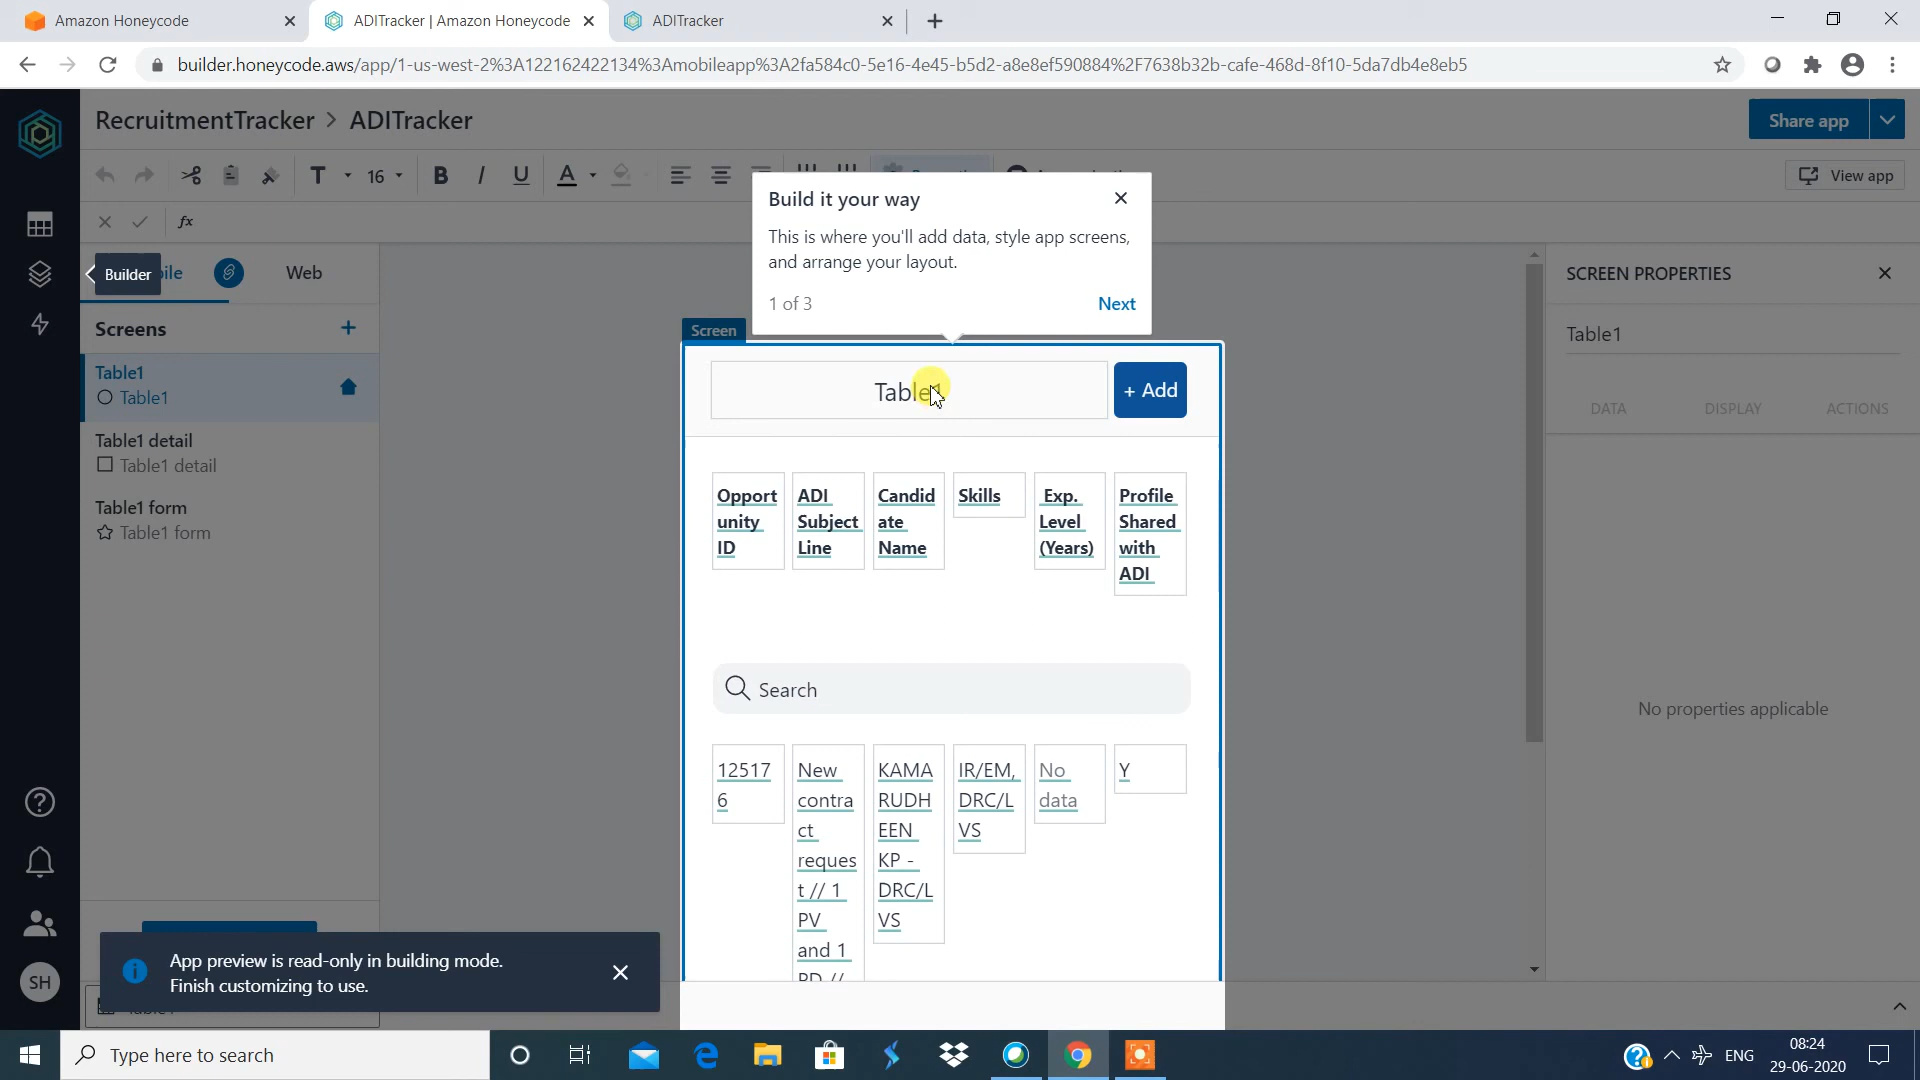 Amazon Honeycode
ADITracker | Amazon Honeycode
ADITracker
builder.honeycode.aws/app/1-us-west-2%3A122162422134%3Amobileapp%3A2fa584c0-5e16-4e45-b5d2-a8e8ef590884%2F7638b32b-cafe-468d-8f10-5da7db4e8eb5
RecruitmentTracker > ADITracker
Share app
T
16
B
I
U
A
View app
fx
Build it your way
This is where you'll add data, style app screens,
and arrange your layout.
1 of 3
Next
Builder
Web
SCREEN PROPERTIES
Screens
Table1
Table1
Table1 detail
Table1 detail
Table1 form
Table1 form
Screen
Table1
+ Add
Table1
DATA
DISPLAY
ACTIONS
No properties applicable
Opport
unity
ID
ADI
Subject
Line
Candid
ate
Name
Skills
Exp.
Level
(Years)
Profile
Shared
with
ADI
Search
12517
6
New
contra
ct
reques
t // 1
PV
and 1
RD //
KAMA
RUDH
EEN
KP -
DRC/L
VS
IR/EM,
DRC/L
VS
No
data
Y
App preview is read-only in building mode.
Finish customizing to use.
SH
Type here to search
ENG
08:24
29-06-2020